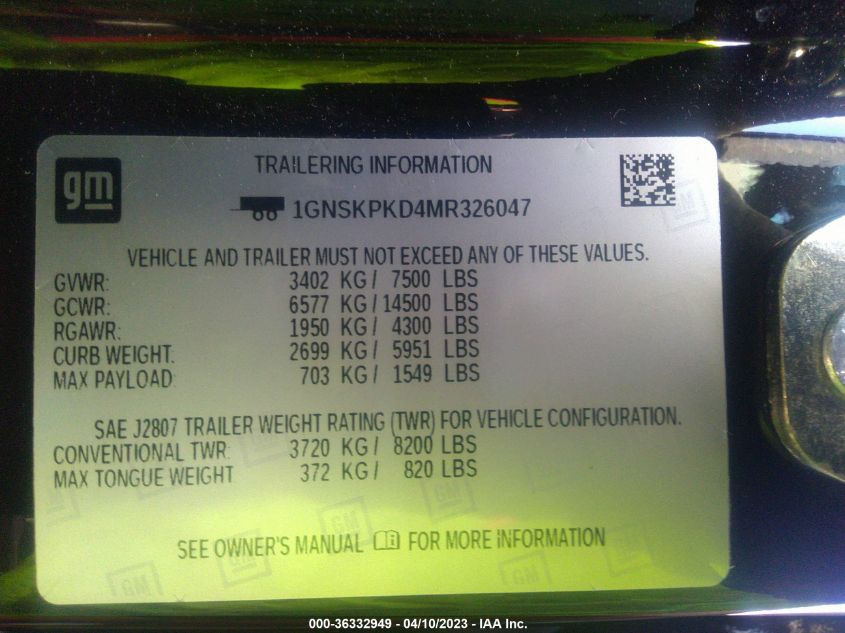 gm
TRAILERING INFORMATION
1GNSKPKD4MR326047
VEHICLE AND TRAILER MUST NOT EXCEED ANY OF THESE VALUES.
GVWR: 3402 KG / 7500 LBS
GCWR: 6577 KG / 14500 LBS
RGAWR: 1950 KG / 4300 LBS
CURB WEIGHT: 2699 KG / 5951 LBS
MAX PAYLOAD: 703 KG / 1549 LBS
SAE J2807 TRAILER WEIGHT RATING (TWR) FOR VEHICLE CONFIGURATION.
CONVENTIONAL TWR: 3720 KG / 8200 LBS
MAX TONGUE WEIGHT 372 KG / 820 LBS
SEE OWNER'S MANUAL FOR MORE INFORMATION
000-36332949 - 04/10/2023 - IAA Inc.